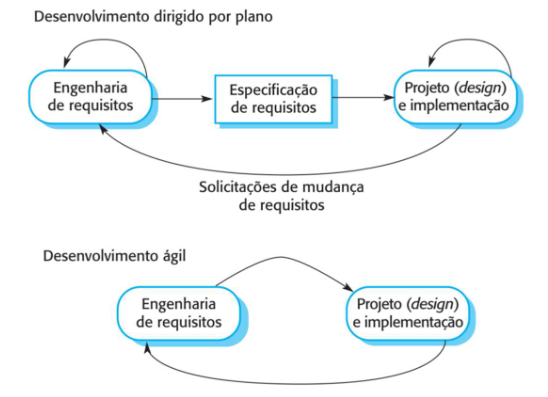 Desenvolvimento dirigido por plano
Engenharia
de requisitos
Especificação
de requisitos
Projeto (design)
e implementação
Solicitações de mudança
de requisitos
Desenvolvimento ágil
Engenharia
de requisitos
Projeto (design)
e implementação